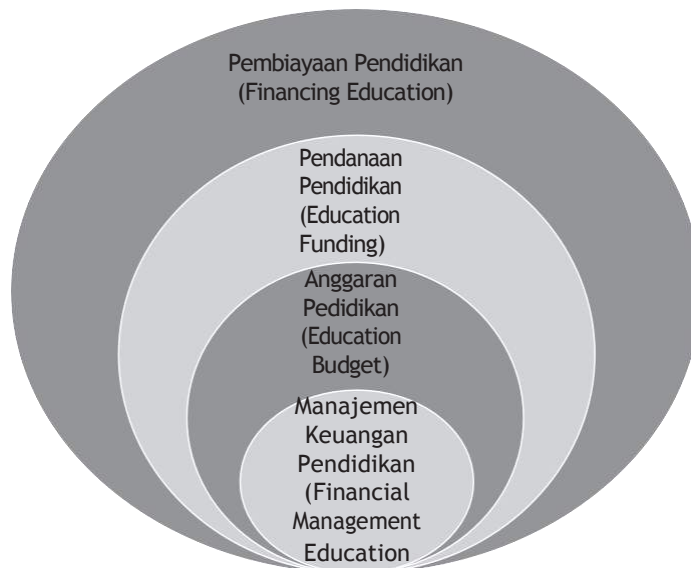 Pembiayaan Pendidikan
(Financing Education)
Pendanaan
Pendidikan
(Education
Funding)
Anggaran
Pedidikan
(Education
Budget)
Manajemen
Keuangan
Pendidikan
(Financial
Management
Education